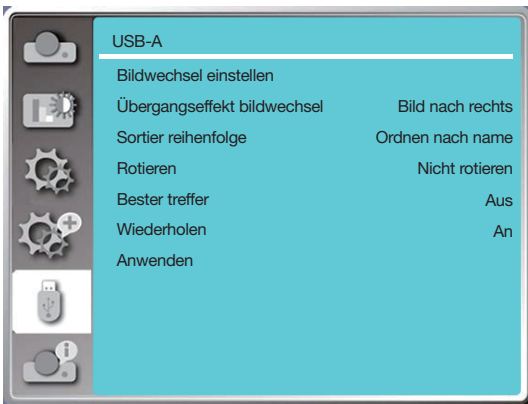 USB-A
Bildwechsel einstellen
Übergangseffekt bildwechsel Bild nach rechts
Sortier reihenfolge Ordnen nach name
Rotieren Nicht rotieren
Bester treffer Aus
Wiederholen An
Anwenden